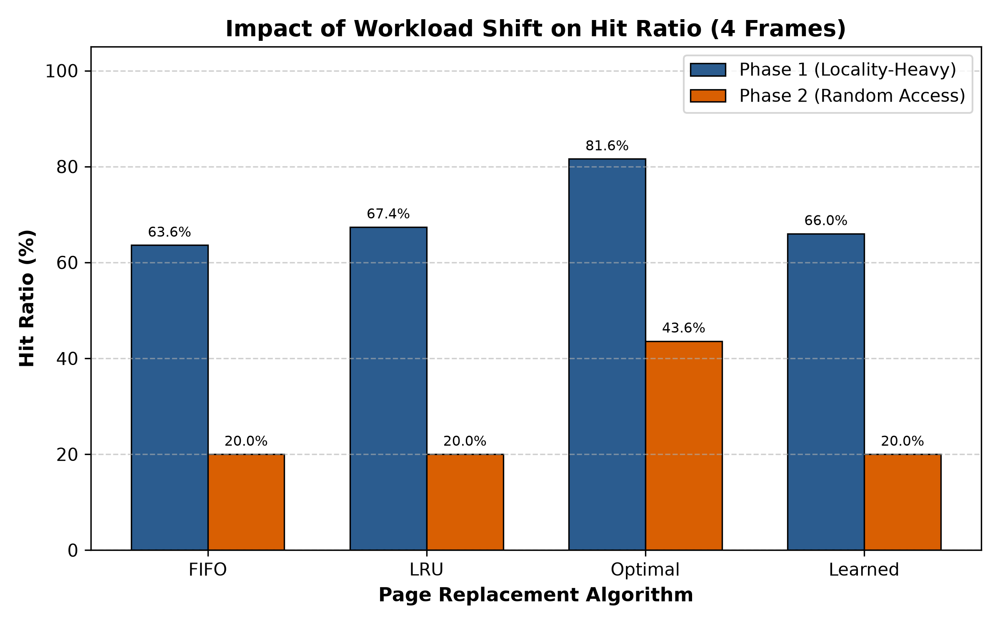 Impact of Workload Shift on Hit Ratio (4 Frames)
Phase 1 (Locality-Heavy)
Phase 2 (Random Access)
Hit Ratio (%)
100
80
60
40
20
0
63.6%
20.0%
67.4%
20.0%
81.6%
43.6%
66.0%
20.0%
FIFO
LRU
Optimal
Learned
Page Replacement Algorithm